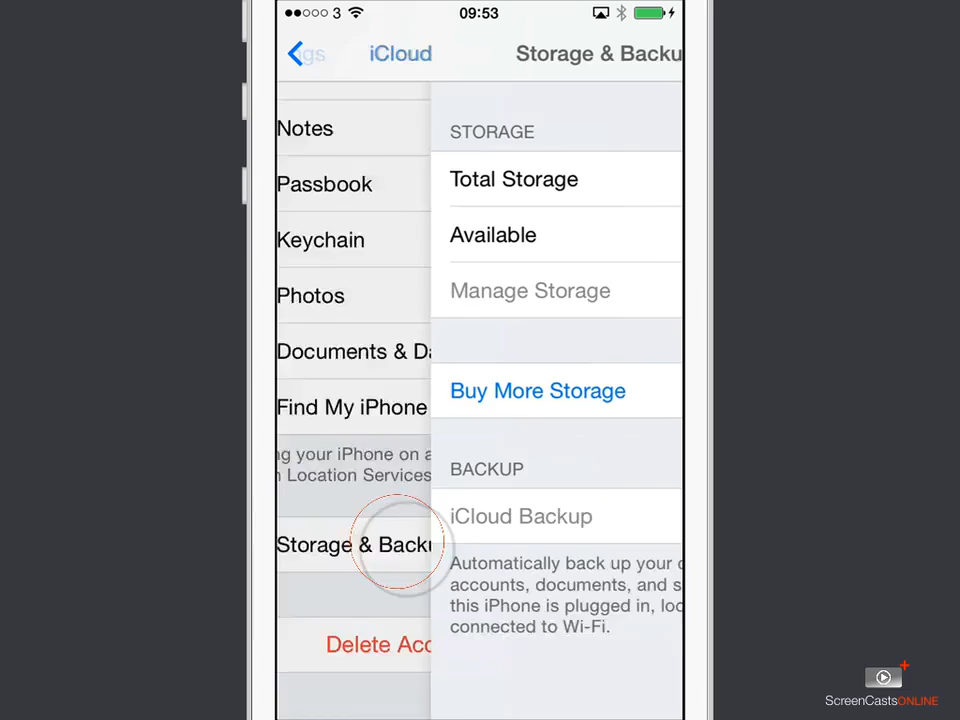 3 09:53
gs iCloud Storage & Backu
Notes
Passbook
Keychain
Photos
Documents & Da
Find My iPhone
ng your iPhone on a
n Location Services
Storage & Backu
Delete Acc
STORAGE
Total Storage
Available
Manage Storage
Buy More Storage
BACKUP
iCloud Backup
Automatically back up your c
accounts, documents, and s
this iPhone is plugged in, loc
connected to Wi-Fi.
ScreenCastsONLINE